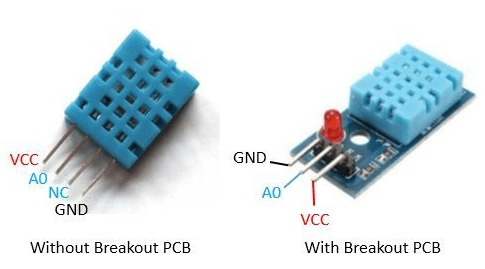 VCC
A0
NC
GND
Without Breakout PCB
GND
A0
VCC
With Breakout PCB